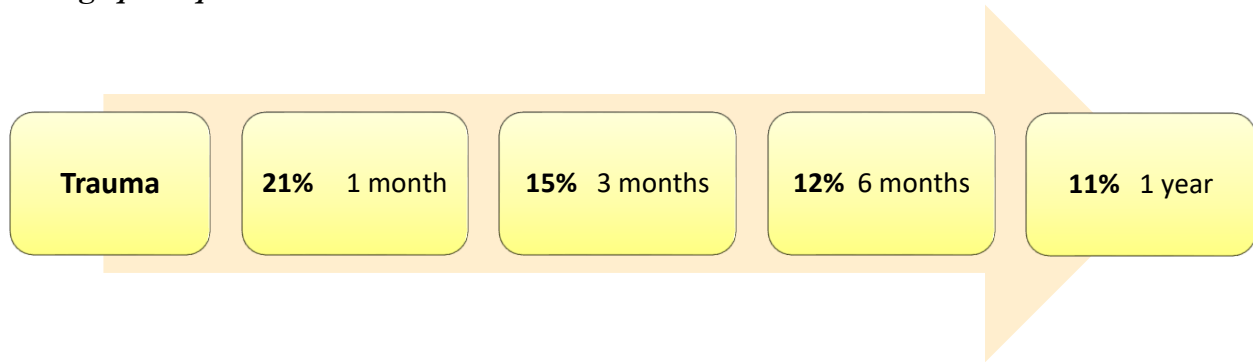 Trauma
21% 1 month
15% 3 months
12% 6 months
11% 1 year